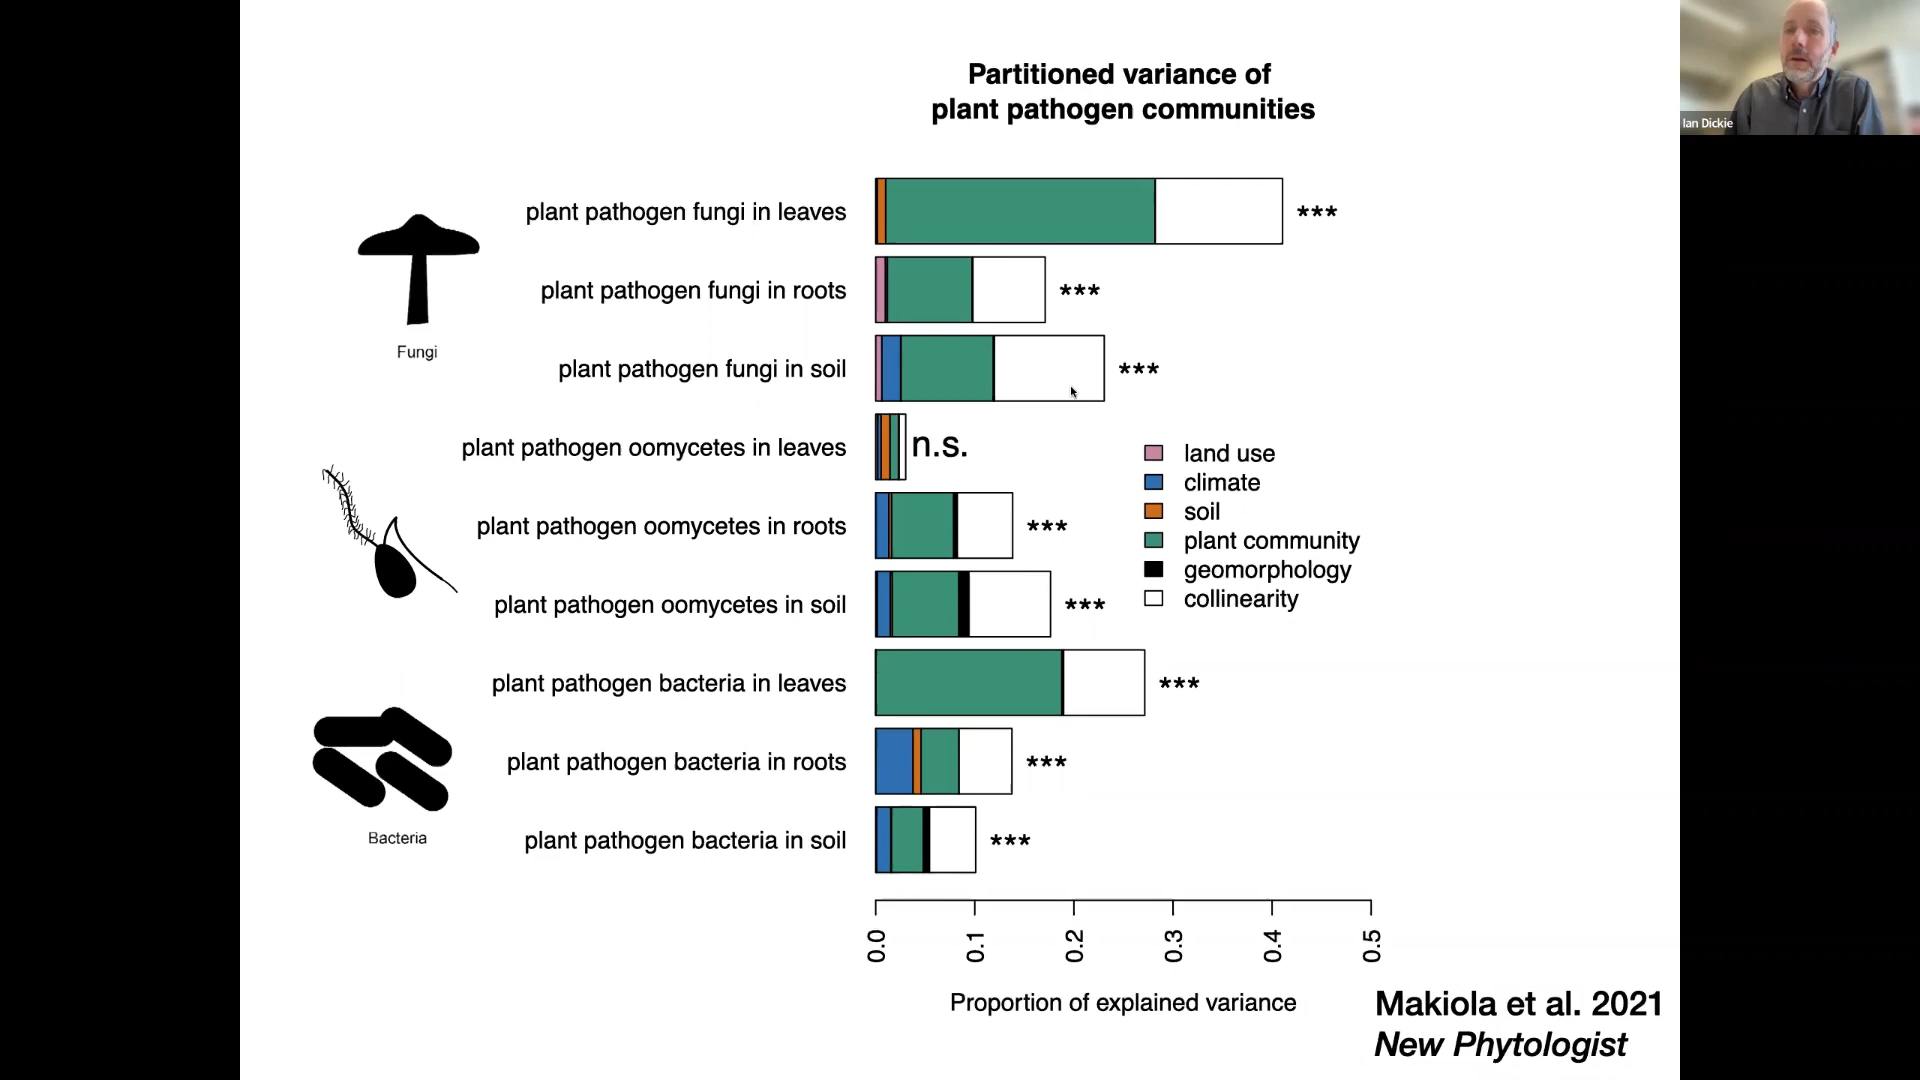 Partitioned variance of
plant pathogen communities
Ian Dickie
plant pathogen fungi in leaves
***
plant pathogen fungi in roots
***
Fungi
plant pathogen fungi in soil
***
plant pathogen oomycetes in leaves
n.s.
plant pathogen oomycetes in roots
***
plant pathogen oomycetes in soil
***
land use
climate
soil
plant community
geomorphology
collinearity
plant pathogen bacteria in leaves
***
plant pathogen bacteria in roots
***
Bacteria
plant pathogen bacteria in soil
***
0.0 0.1 0.2 0.3 0.4 0.5
Proportion of explained variance
Makiola et al. 2021
New Phytologist